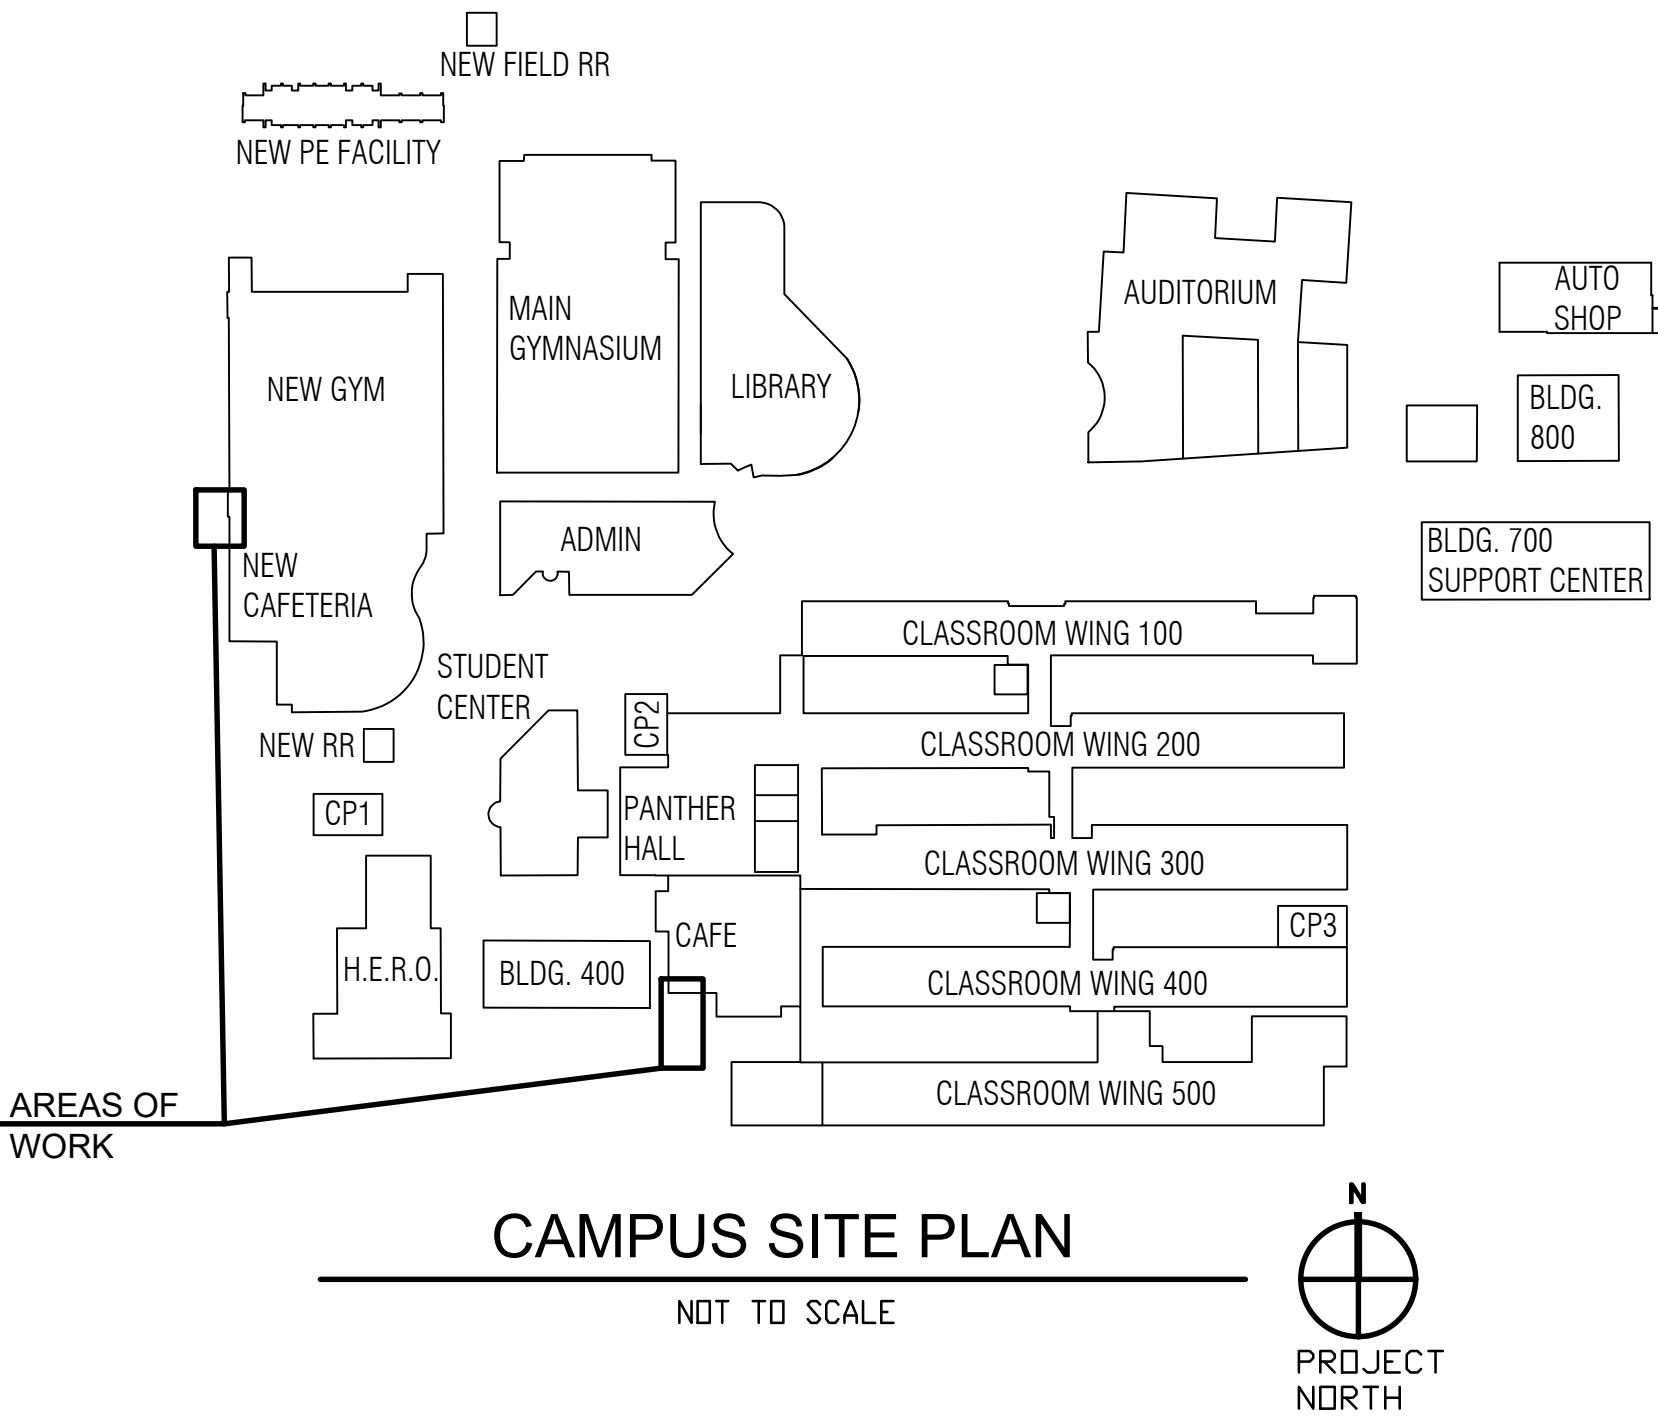 NEW FIELD RR
NEW PE FACILITY
MAIN
GYMNASIUM
AUDITORIUM
AUTO
SHOP
NEW GYM
LIBRARY
BLDG.
800
ADMIN
BLDG. 700
SUPPORT CENTER
NEW
CAFETERIA
CLASSROOM WING 100
STUDENT
CENTER
CP2
NEW RR
CLASSROOM WING 200
CP1
PANTHER
HALL
CLASSROOM WING 300
CAFE
CP3
H.E.R.O.
BLDG. 400
CLASSROOM WING 400
CLASSROOM WING 500
AREAS OF
WORK
N
CAMPUS SITE PLAN
NOT TO SCALE
PROJECT
NORTH